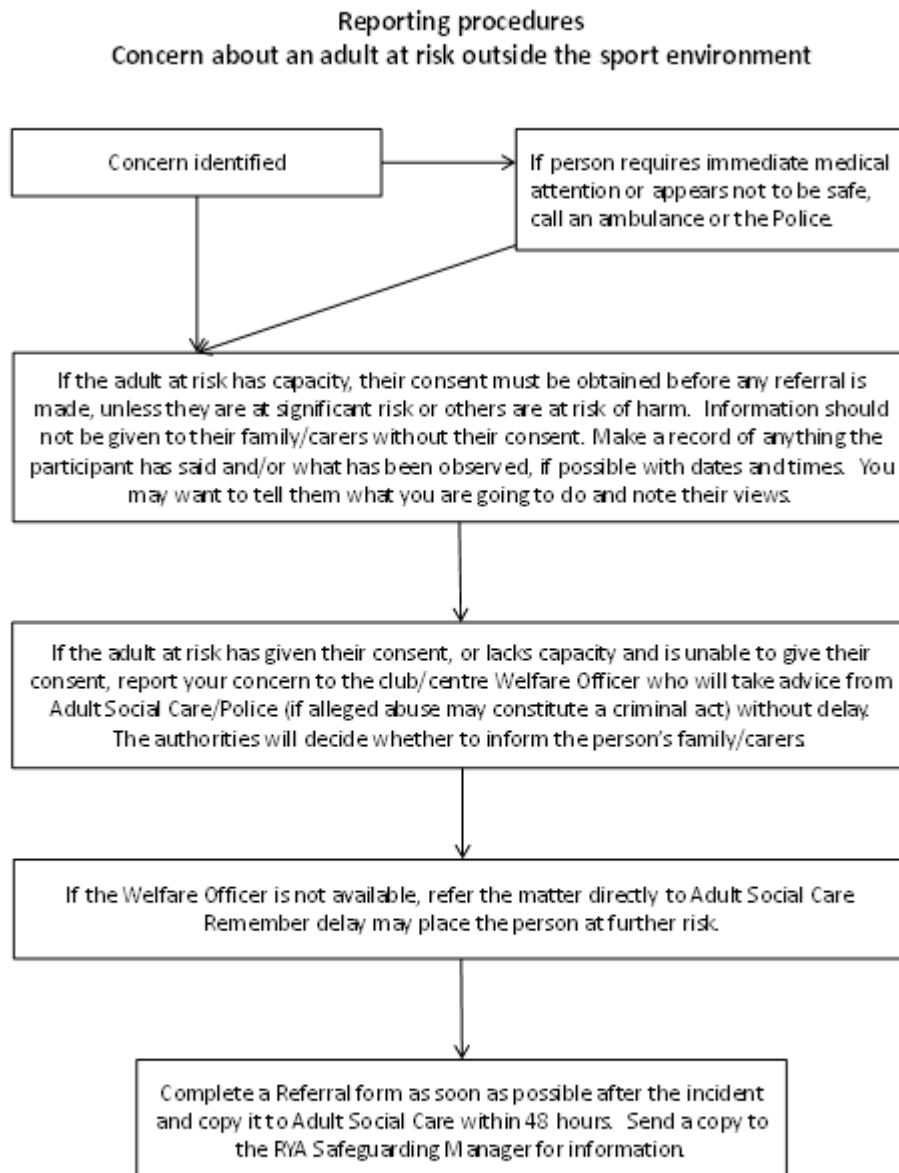 Reporting procedures
Concern about an adult at risk outside the sport environment
Concern identified
If person requires immediate medical
attention or appears not to be safe,
call an ambulance or the Police.
If the adult at risk has capacity, their consent must be obtained before any referral is
made, unless they are at significant risk or others are at risk of harm.  Information should
not be given to their family/carers without their consent. Make a record of anything the
participant has said and/or what has been observed, if possible with dates and times.  You
may want to tell them what you are going to do and note their views.
If the adult at risk has given their consent, or lacks capacity and is unable to give their
consent, report your concern to the club/centre Welfare Officer who will take advice from
Adult Social Care/Police (if alleged abuse may constitute a criminal act) without delay.
The authorities will decide whether to inform the person's family/carers.
If the Welfare Officer is not available, refer the matter directly to Adult Social Care
Remember delay may place the person at further risk.
Complete a Referral form as soon as possible after the incident
and copy it to Adult Social Care within 48 hours.  Send a copy to
the RYA Safeguarding Manager for information.